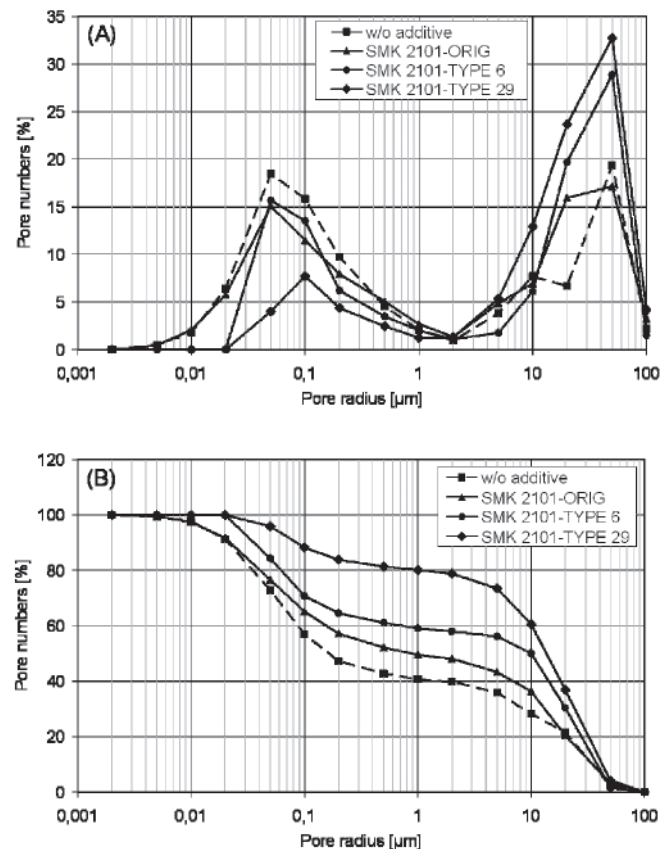 (A)
w/o additive
SMK 2101-ORIG
SMK 2101-TYPE 6
SMK 2101-TYPE 29
Pore numbers [%]
35
30
25
20
15
10
5
0
0,001 0,01 0,1 1 10 100
Pore radius [µm]
(B)
w/o additive
SMK 2101-ORIG
SMK 2101-TYPE 6
SMK 2101-TYPE 29
Pore numbers [%]
120
100
80
60
40
20
0
0,001 0,01 0,1 1 10 100
Pore radius [µm]